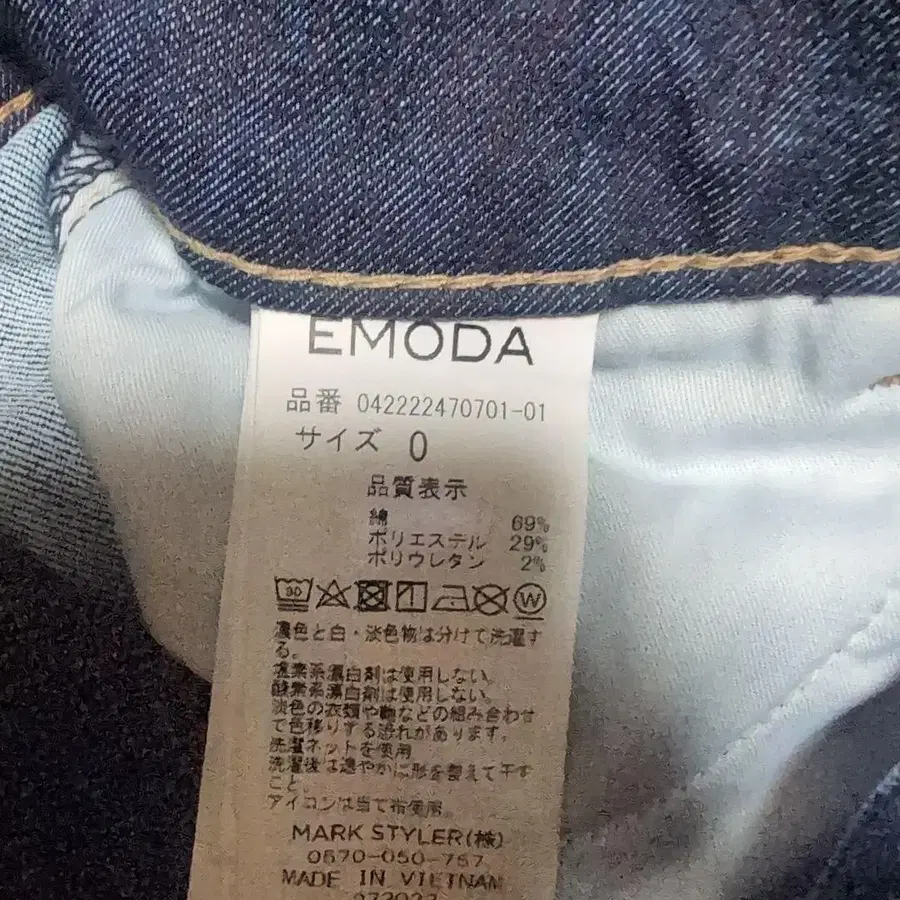 EMODA
品番 042222470701-01
サイズ 0
品質表示
綿 69%
ポリエステル 29%
ポリウレタン 2%
30
W
濃色と白・淡色物は分けて洗濯す
る。
塩素系漂白剤は使用しない。
酸素系漂白剤は使用しない。
淡色の衣類や鞄などの組み合わせ
で色移りする恐れがあります。
洗濯ネットを使用
洗濯後は速やかに形を整えて干す
こと。
アイロンは当て布使用。
MARK STYLER(株)
0570-050-757
MADE IN VIETNAM